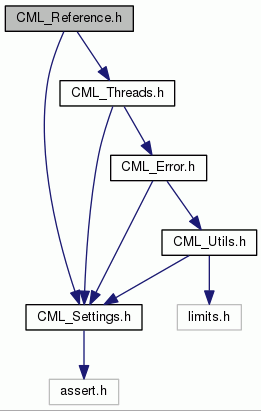 CML_Reference.h
CML_Threads.h
CML_Error.h
CML_Utils.h
CML_Settings.h
limits.h
assert.h